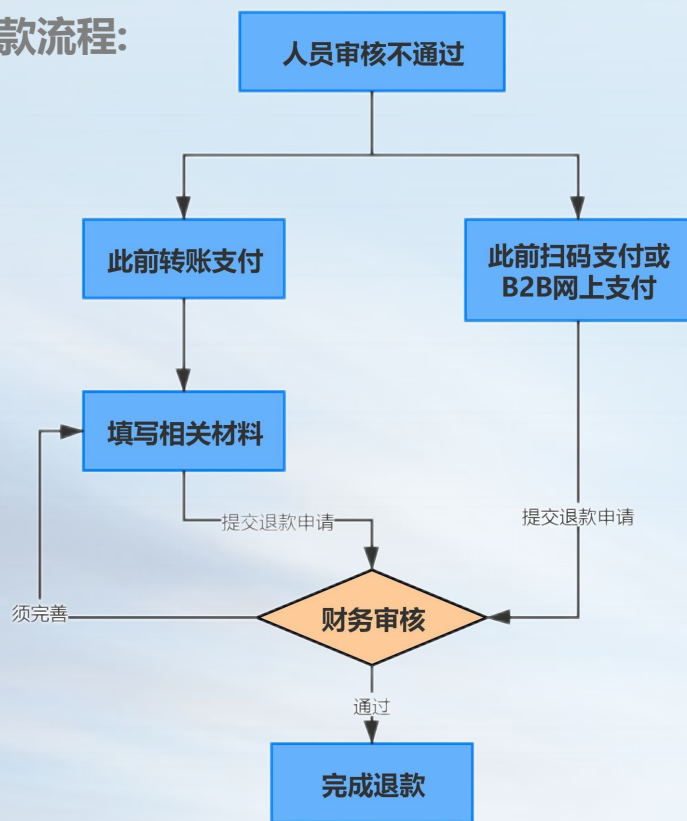 款流程:
人员审核不通过
此前转账支付
此前扫码支付或
B2B网上支付
填写相关材料
提交退款申请
提交退款申请
须完善
财务审核
通过
完成退款